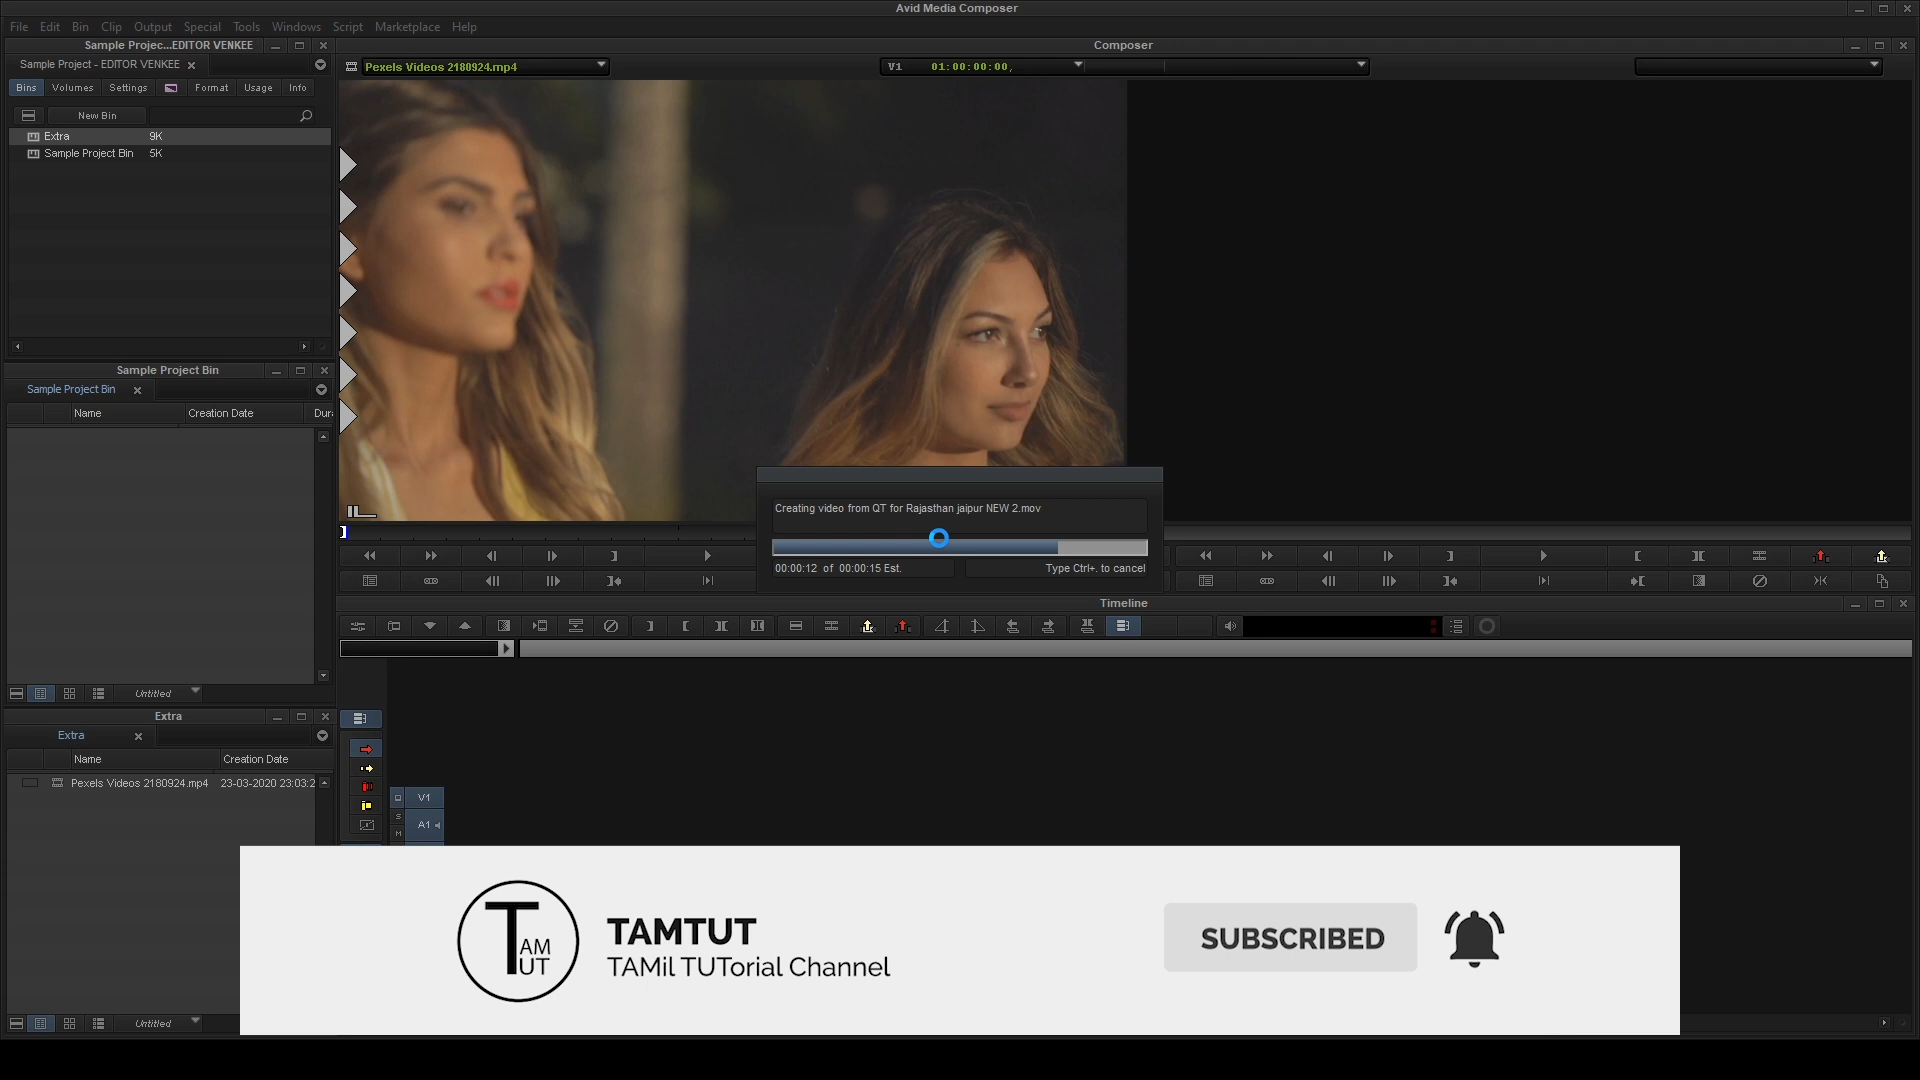 Avid Media Composer
File Edit Bin Clip Output Special Tools Windows Script Marketplace Help
Sample Projec...EDITOR VENKEE
Composer
Sample Project - EDITOR VENKEE
Pexels Videos 2180924.mp4
V1 01:00:00:00,
Bins Volumes Settings Format Usage Info
New Bin
Extra 9K
Sample Project Bin 5K
Sample Project Bin
Sample Project Bin
Name Creation Date Dur
Creating video from QT for Rajasthan jaipur NEW 2.mov
00:00:12 of 00:00:15 Est.
Type Ctrl+. to cancel
Timeline
Untitled
Extra
Extra
Name Creation Date
Pexels Videos 2180924.mp4 23-03-2020 23:03:2
V1
S
A1
M
TAM
UT
TAMTUT
TAMil TUTorial Channel
SUBSCRIBED
Untitled